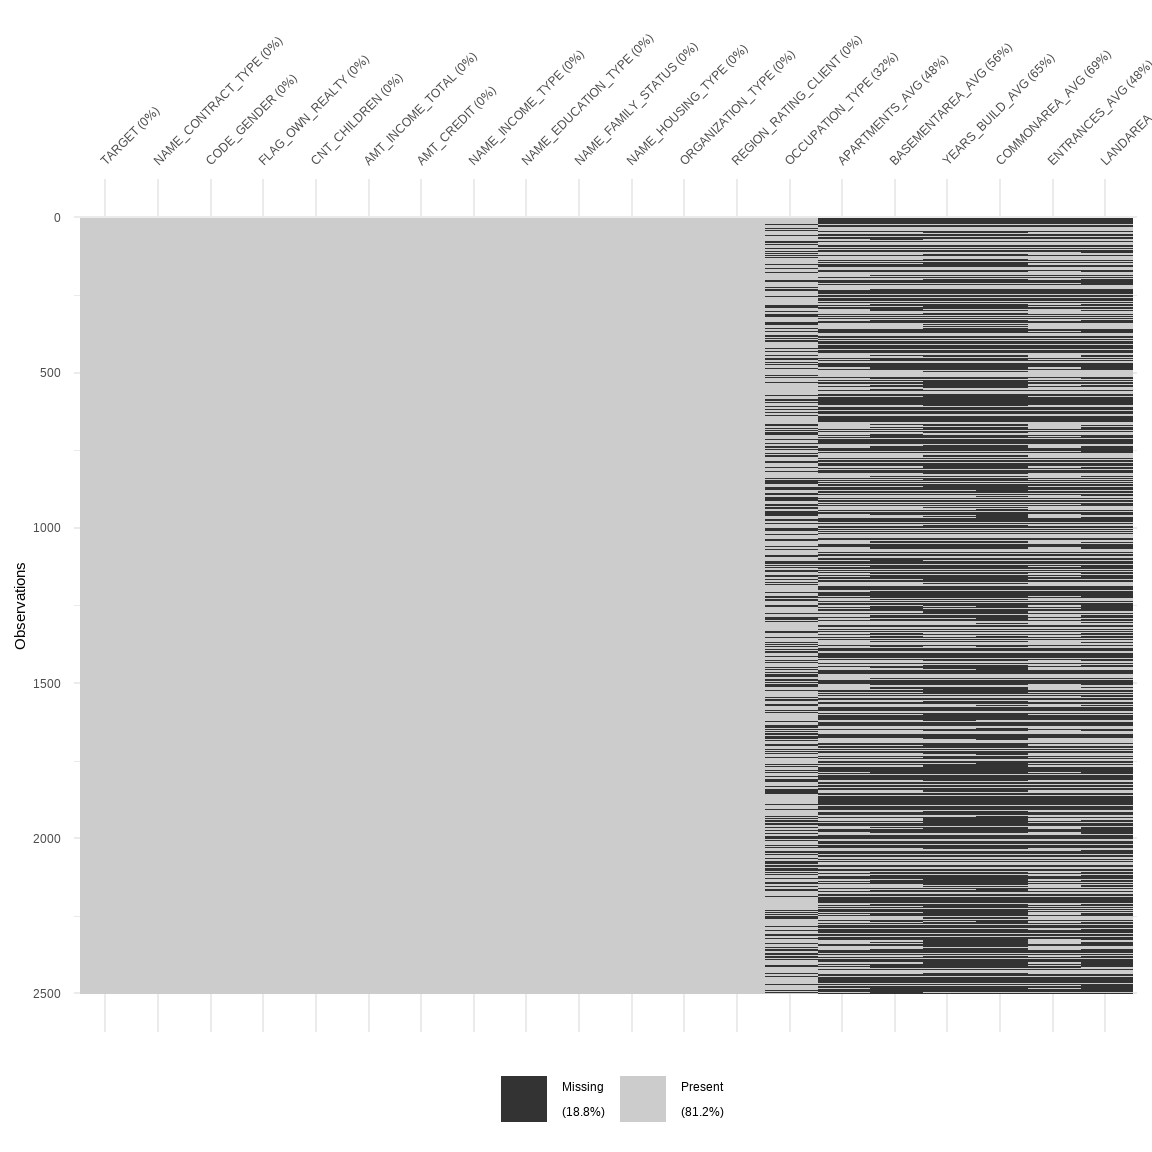 TARGET (0%)
NAME_CONTRACT_TYPE (0%)
CODE_GENDER (0%)
FLAG_OWN_REALTY (0%)
CNT_CHILDREN (0%)
AMT_INCOME_TOTAL (0%)
AMT_CREDIT (0%)
NAME_INCOME_TYPE (0%)
NAME_EDUCATION_TYPE (0%)
NAME_FAMILY_STATUS (0%)
NAME_HOUSING_TYPE (0%)
ORGANIZATION_TYPE (0%)
REGION_RATING_CLIENT (0%)
OCCUPATION_TYPE (32%)
APARTMENTS_AVG (48%)
BASEMENTAREA_AVG (56%)
YEARS_BUILD_AVG (65%)
COMMONAREA_AVG (69%)
ENTRANCES_AVG (48%)
LANDAREA
0
500
1000
1500
2000
2500
Observations
Missing
(18.8%)
Present
(81.2%)